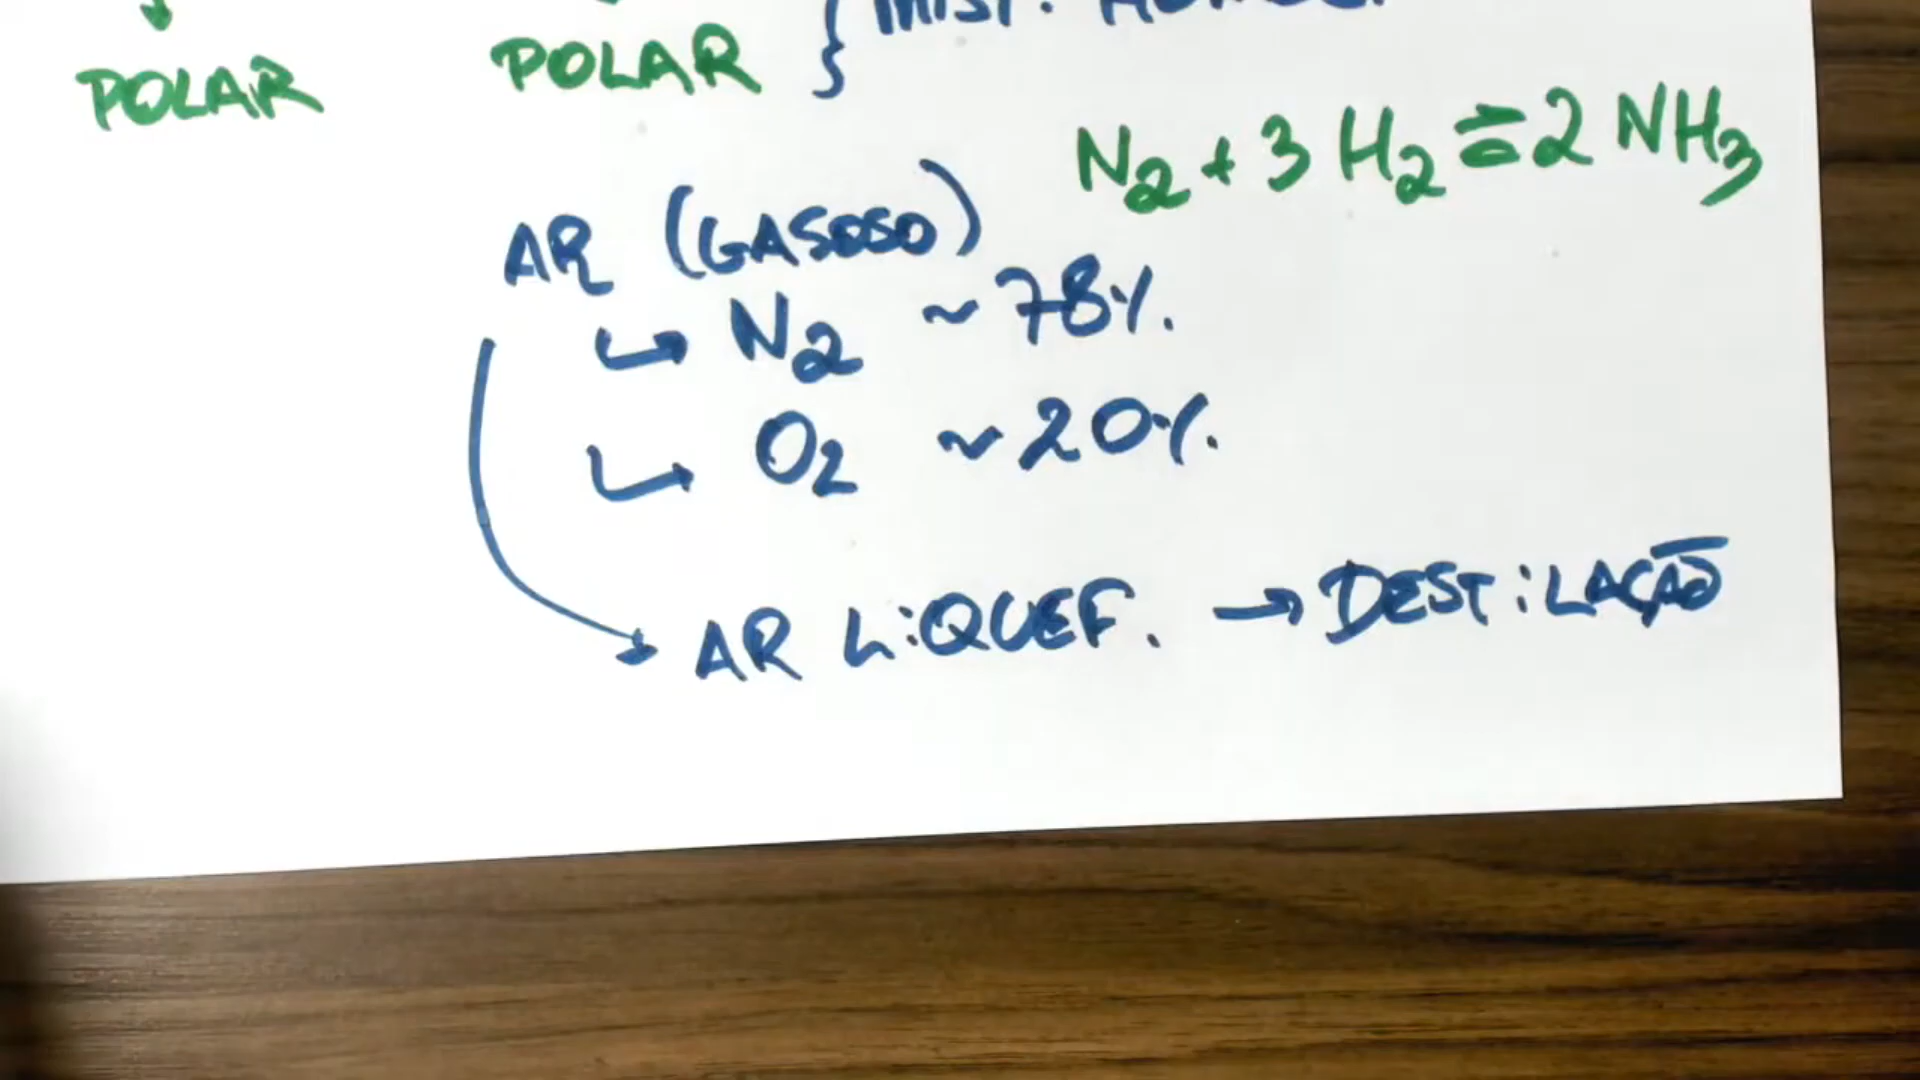 POLAR POLAR }
N2 + 3 H2 ⇌ 2 NH3
AR (GASOSO)
↳ N2 ~ 78%.
↳ O2 ~ 20%.
AR LiQUEF. → DESTiLAÇÃO